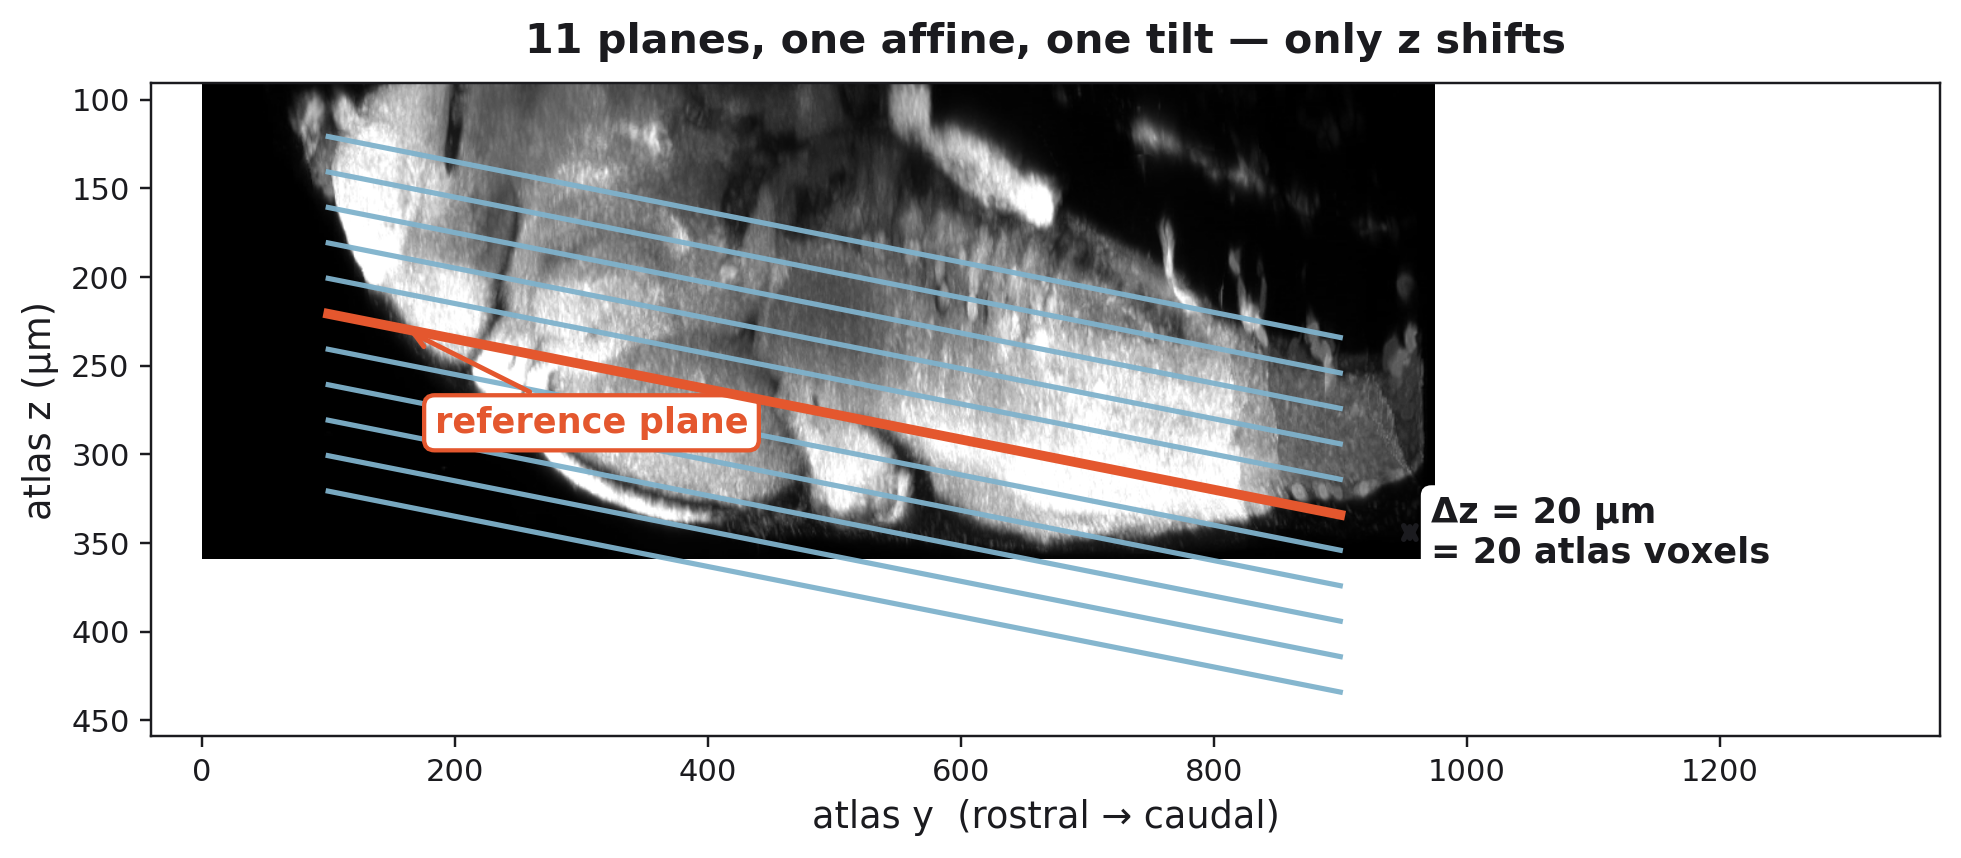 11 planes, one affine, one tilt — only z shifts
100
150
200
250
300
350
400
450
atlas z (µm)
reference plane
Δz = 20 µm
= 20 atlas voxels
0
200
400
600
800
1000
1200
atlas y (rostral → caudal)